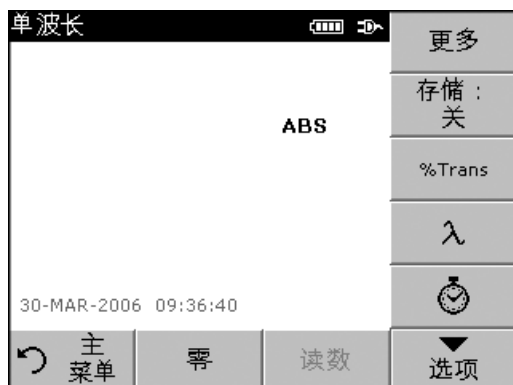 单波长
更多
存储：
关
ABS
%Trans
λ
30-MAR-2006 09:36:40
主
菜单
零
读数
选项